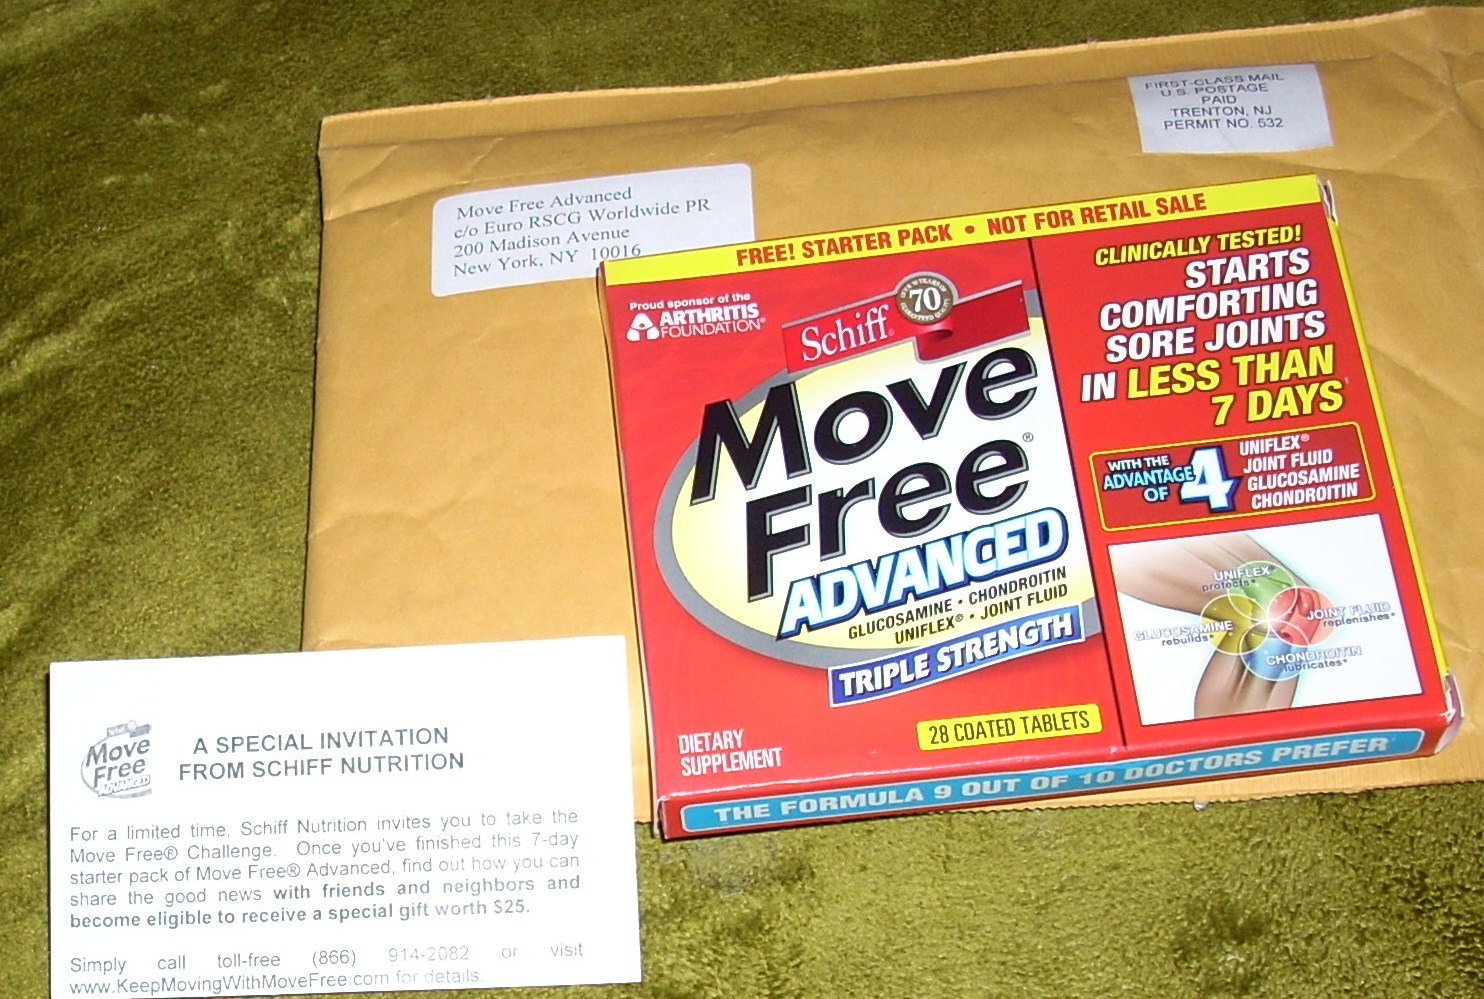 FIRST-CLASS MAIL
U.S. POSTAGE
PAID
TRENTON, NJ
PERMIT NO. 532
Move Free Advanced
c/o Euro RSCG Worldwide PR
200 Madison Avenue
New York, NY 10016
FREE! STARTER PACK • NOT FOR RETAIL SALE
Proud sponsor of the
ARTHRITIS
FOUNDATION®
Schiff®
70
Move
Free®
ADVANCED
GLUCOSAMINE • CHONDROITIN
UNIFLEX® • JOINT FLUID
TRIPLE STRENGTH
28 COATED TABLETS
DIETARY
SUPPLEMENT
CLINICALLY TESTED!
STARTS
COMFORTING
SORE JOINTS
IN LESS THAN
7 DAYS
WITH THE
ADVANTAGE
OF
4
UNIFLEX®
JOINT FLUID
GLUCOSAMINE
CHONDROITIN
UNIFLEX
protects*
GLUCOSAMINE
rebuilds*
JOINT FLUID
replenishes*
CHONDROITIN
lubricates*
THE FORMULA 9 OUT OF 10 DOCTORS PREFER
Move
Free
ADVANCED
A SPECIAL INVITATION
FROM SCHIFF NUTRITION
For a limited time, Schiff Nutrition invites you to take the
Move Free® Challenge. Once you've finished this 7-day
starter pack of Move Free® Advanced, find out how you can
share the good news with friends and neighbors and
become eligible to receive a special gift worth $25.
Simply call toll-free (866) 914-2082 or visit
www.KeepMovingWithMoveFree.com for details.